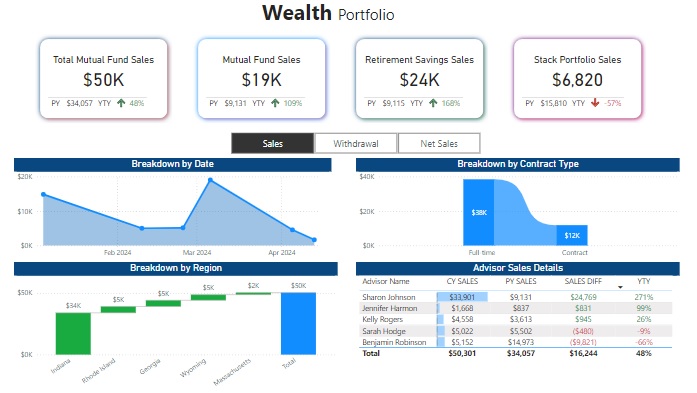 Wealth Portfolio
Total Mutual Fund Sales
$50K
PY $34,057 YTY 48%
Mutual Fund Sales
$19K
PY $9,131 YTY 109%
Retirement Savings Sales
$24K
PY $9,115 YTY 168%
Stack Portfolio Sales
$6,820
PY $15,810 YTY -57%
Sales Withdrawal Net Sales
Breakdown by Date
$20K
$10K
$0K
Feb 2024 Mar 2024 Apr 2024
Breakdown by Contract Type
$40K
$20K
$0K
$38K
$12K
Full-time Contract
Breakdown by Region
$50K
$0K
$34K
$5K
$5K
$5K
$2K
$50K
Indiana
Rhode Island
Georgia
Wyoming
Massachusetts
Total
Advisor Sales Details
Advisor Name CY SALES PY SALES SALES DIFF YTY
Sharon Johnson $33,901 $9,131 $24,769 271%
Jennifer Harmon $1,668 $837 $831 99%
Kelly Rogers $4,558 $3,613 $945 26%
Sarah Hodge $5,022 $5,502 ($480) -9%
Benjamin Robinson $5,152 $14,973 ($9,821) -66%
Total $50,301 $34,057 $16,244 48%